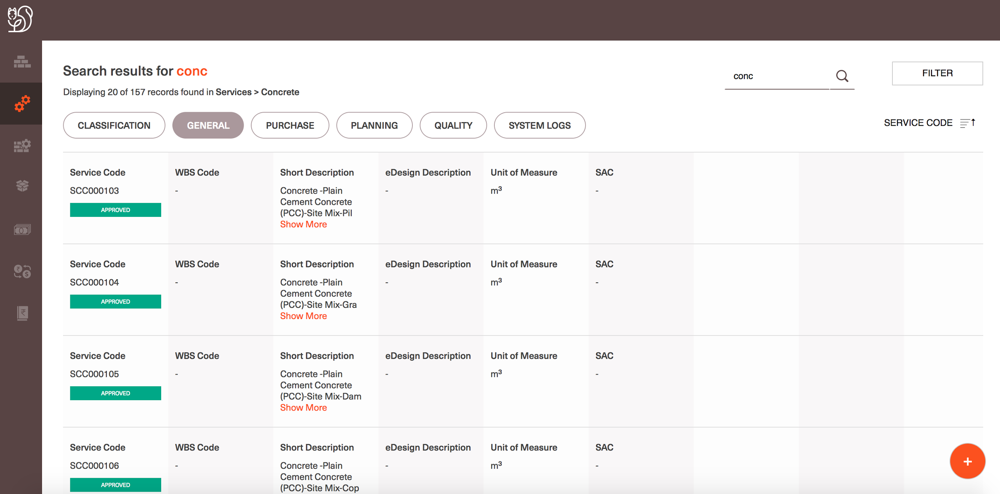 Search results for conc
conc
FILTER
Displaying 20 of 157 records found in Services > Concrete
CLASSIFICATION
GENERAL
PURCHASE
PLANNING
QUALITY
SYSTEM LOGS
SERVICE CODE
Service Code
SCC000103
APPROVED
WBS Code
-
Short Description
Concrete -Plain
Cement Concrete
(PCC)-Site Mix-Pil
Show More
eDesign Description
-
Unit of Measure
m³
SAC
-
Service Code
SCC000104
APPROVED
WBS Code
-
Short Description
Concrete -Plain
Cement Concrete
(PCC)-Site Mix-Gra
Show More
eDesign Description
-
Unit of Measure
m³
SAC
-
Service Code
SCC000105
APPROVED
WBS Code
-
Short Description
Concrete -Plain
Cement Concrete
(PCC)-Site Mix-Dam
Show More
eDesign Description
-
Unit of Measure
m³
SAC
-
Service Code
SCC000106
APPROVED
WBS Code
-
Short Description
Concrete -Plain
Cement Concrete
(PCC)-Site Mix-Cop
eDesign Description
-
Unit of Measure
m³
SAC
-
+